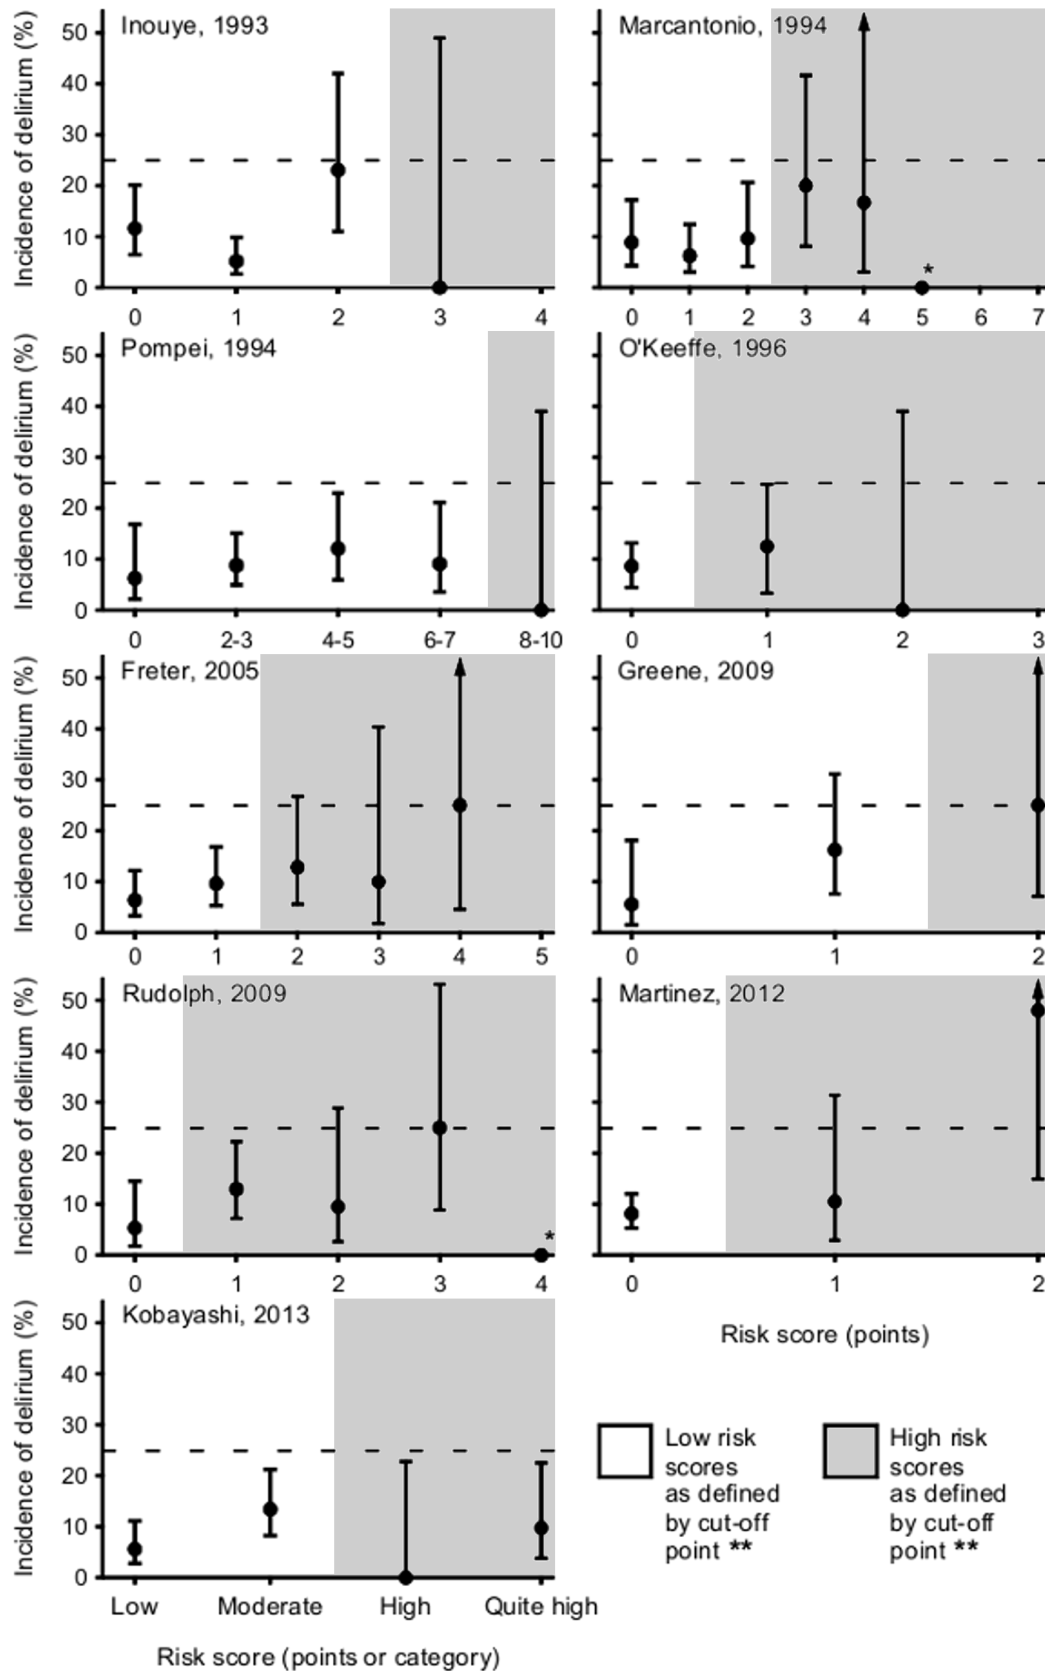 Inouye, 1993
Incidence of delirium (%)
50
40
30
20
10
0
0 1 2 3 4
Marcantonio, 1994
*
0 1 2 3 4 5 6 7
Pompei, 1994
Incidence of delirium (%)
50
40
30
20
10
0
0 2-3 4-5 6-7 8-10
O'Keeffe, 1996
0 1 2 3
Freter, 2005
Incidence of delirium (%)
50
40
30
20
10
0
0 1 2 3 4 5
Greene, 2009
0 1 2
Rudolph, 2009
Incidence of delirium (%)
50
40
30
20
10
0
*
0 1 2 3 4
Martinez, 2012
0 1 2
Risk score (points)
Kobayashi, 2013
Incidence of delirium (%)
50
40
30
20
10
0
Low Moderate High Quite high
Risk score (points or category)
Low risk
scores
as defined
by cut-off
point **
High risk
scores
as defined
by cut-off
point **